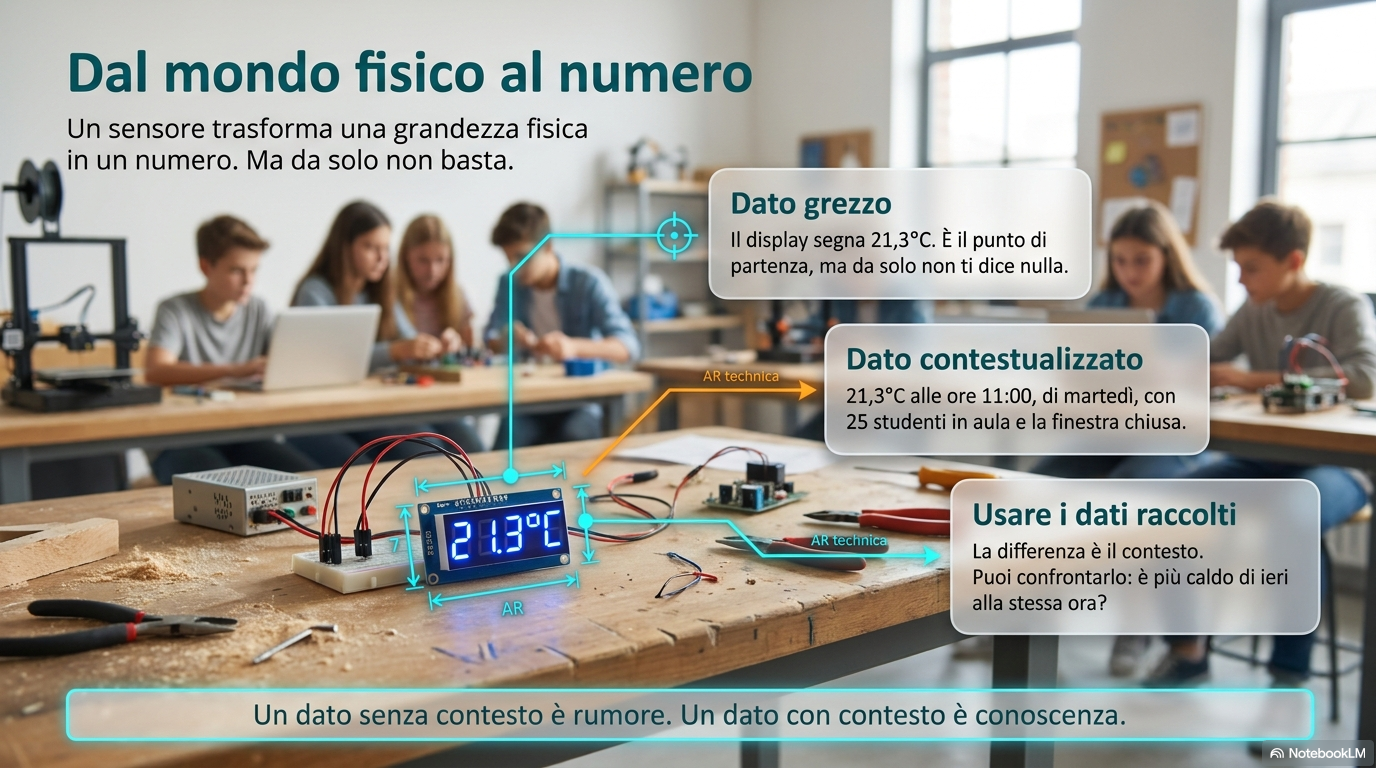 Dal mondo fisico al numero
Un sensore trasforma una grandezza fisica
in un numero. Ma da solo non basta.
Dato grezzo
Il display segna 21,3°C. È il punto di
partenza, ma da solo non ti dice nulla.
AR technica
Dato contestualizzato
21,3°C alle ore 11:00, di martedì, con
25 studenti in aula e la finestra chiusa.
Usare i dati raccolti
La differenza è il contesto.
Puoi confrontarlo: è più caldo di ieri
alla stessa ora?
AR technica
21.3°C
7
AR
Un dato senza contesto è rumore. Un dato con contesto è conoscenza.
NotebookLM